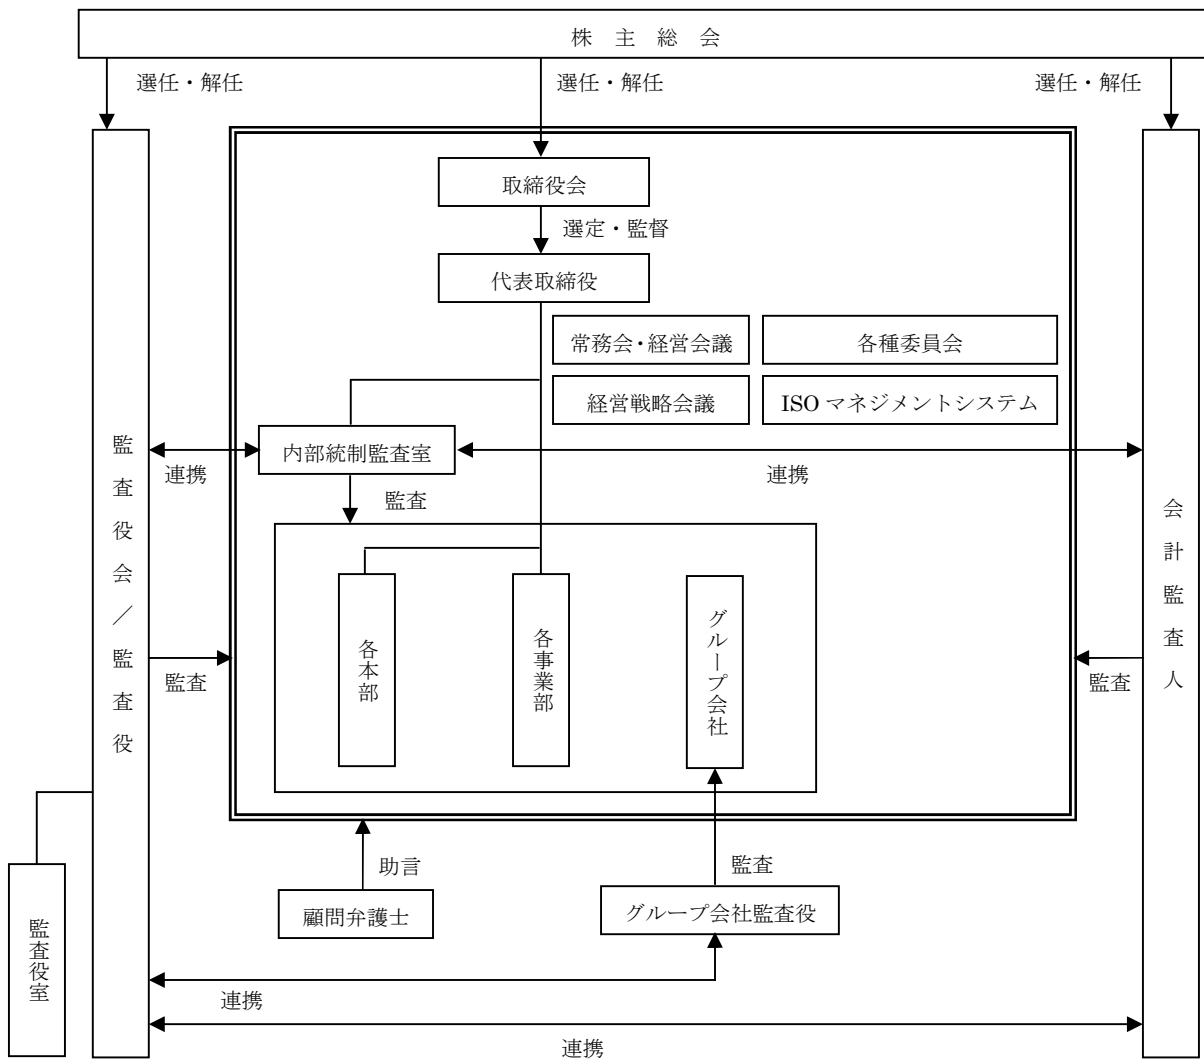 株主総会
選任・解任
選任・解任
選任・解任
取締役会
選定・監督
代表取締役
常務会・経営会議
各種委員会
経営戦略会議
ISO マネジメントシステム
監査役会／監査役
連携
内部統制監査室
連携
会計監査人
監査
各本部
各事業部
グループ会社
監査
監査
助言
監査
顧問弁護士
グループ会社監査役
監査役室
連携
連携